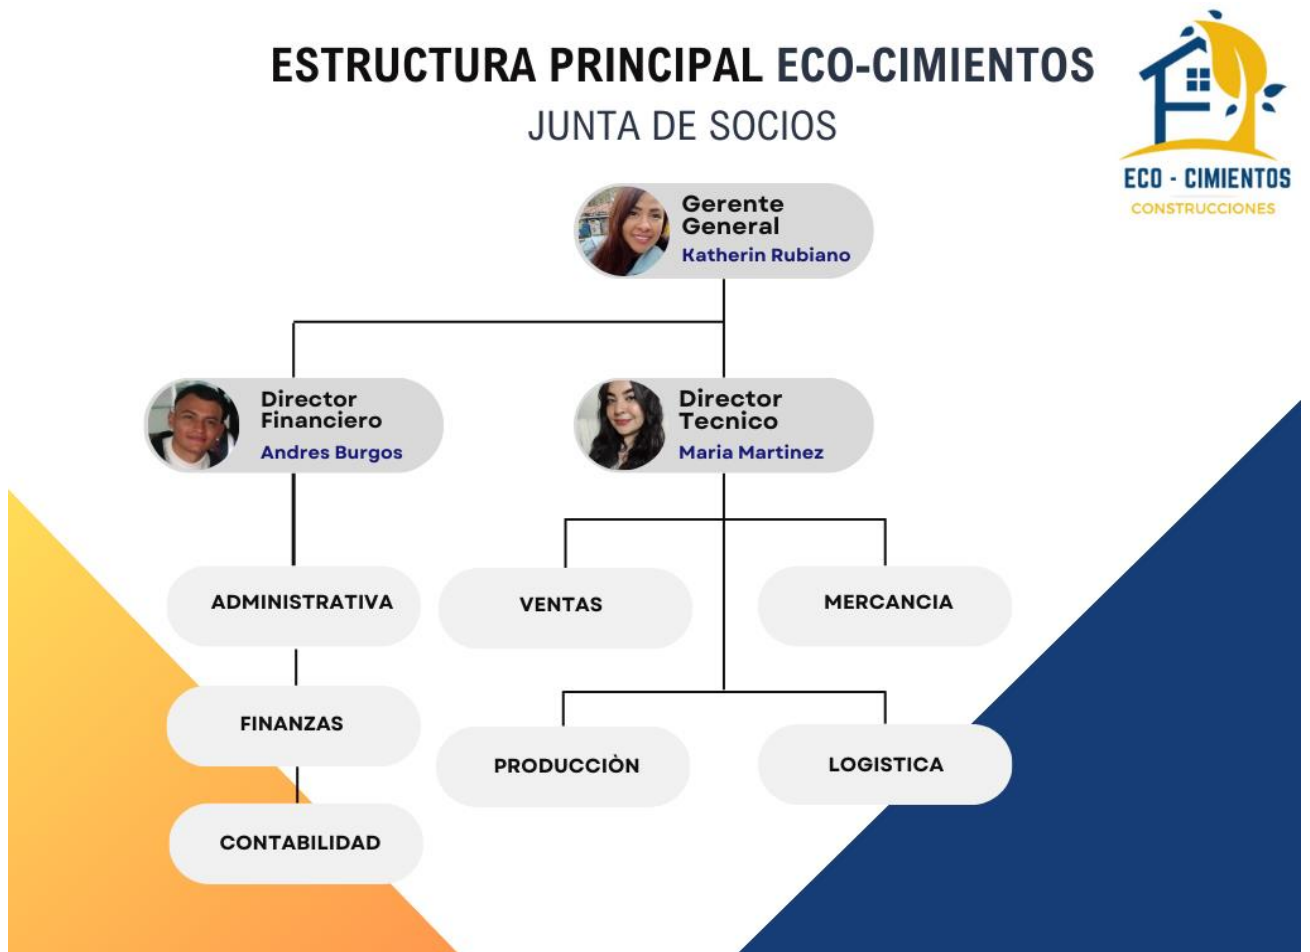 ESTRUCTURA PRINCIPAL ECO-CIMIENTOS
JUNTA DE SOCIOS
ECO - CIMIENTOS
CONSTRUCCIONES
Gerente
General
Katherin Rubiano
Director
Financiero
Andres Burgos
Director
Tecnico
Maria Martinez
ADMINISTRATIVA
VENTAS
MERCANCIA
FINANZAS
PRODUCCIÒN
LOGISTICA
CONTABILIDAD